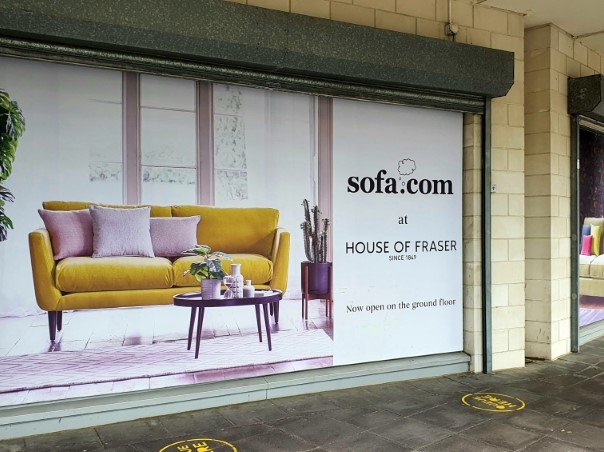 sofa.com
at
HOUSE OF FRASER
SINCE 1849
Now open on the ground floor